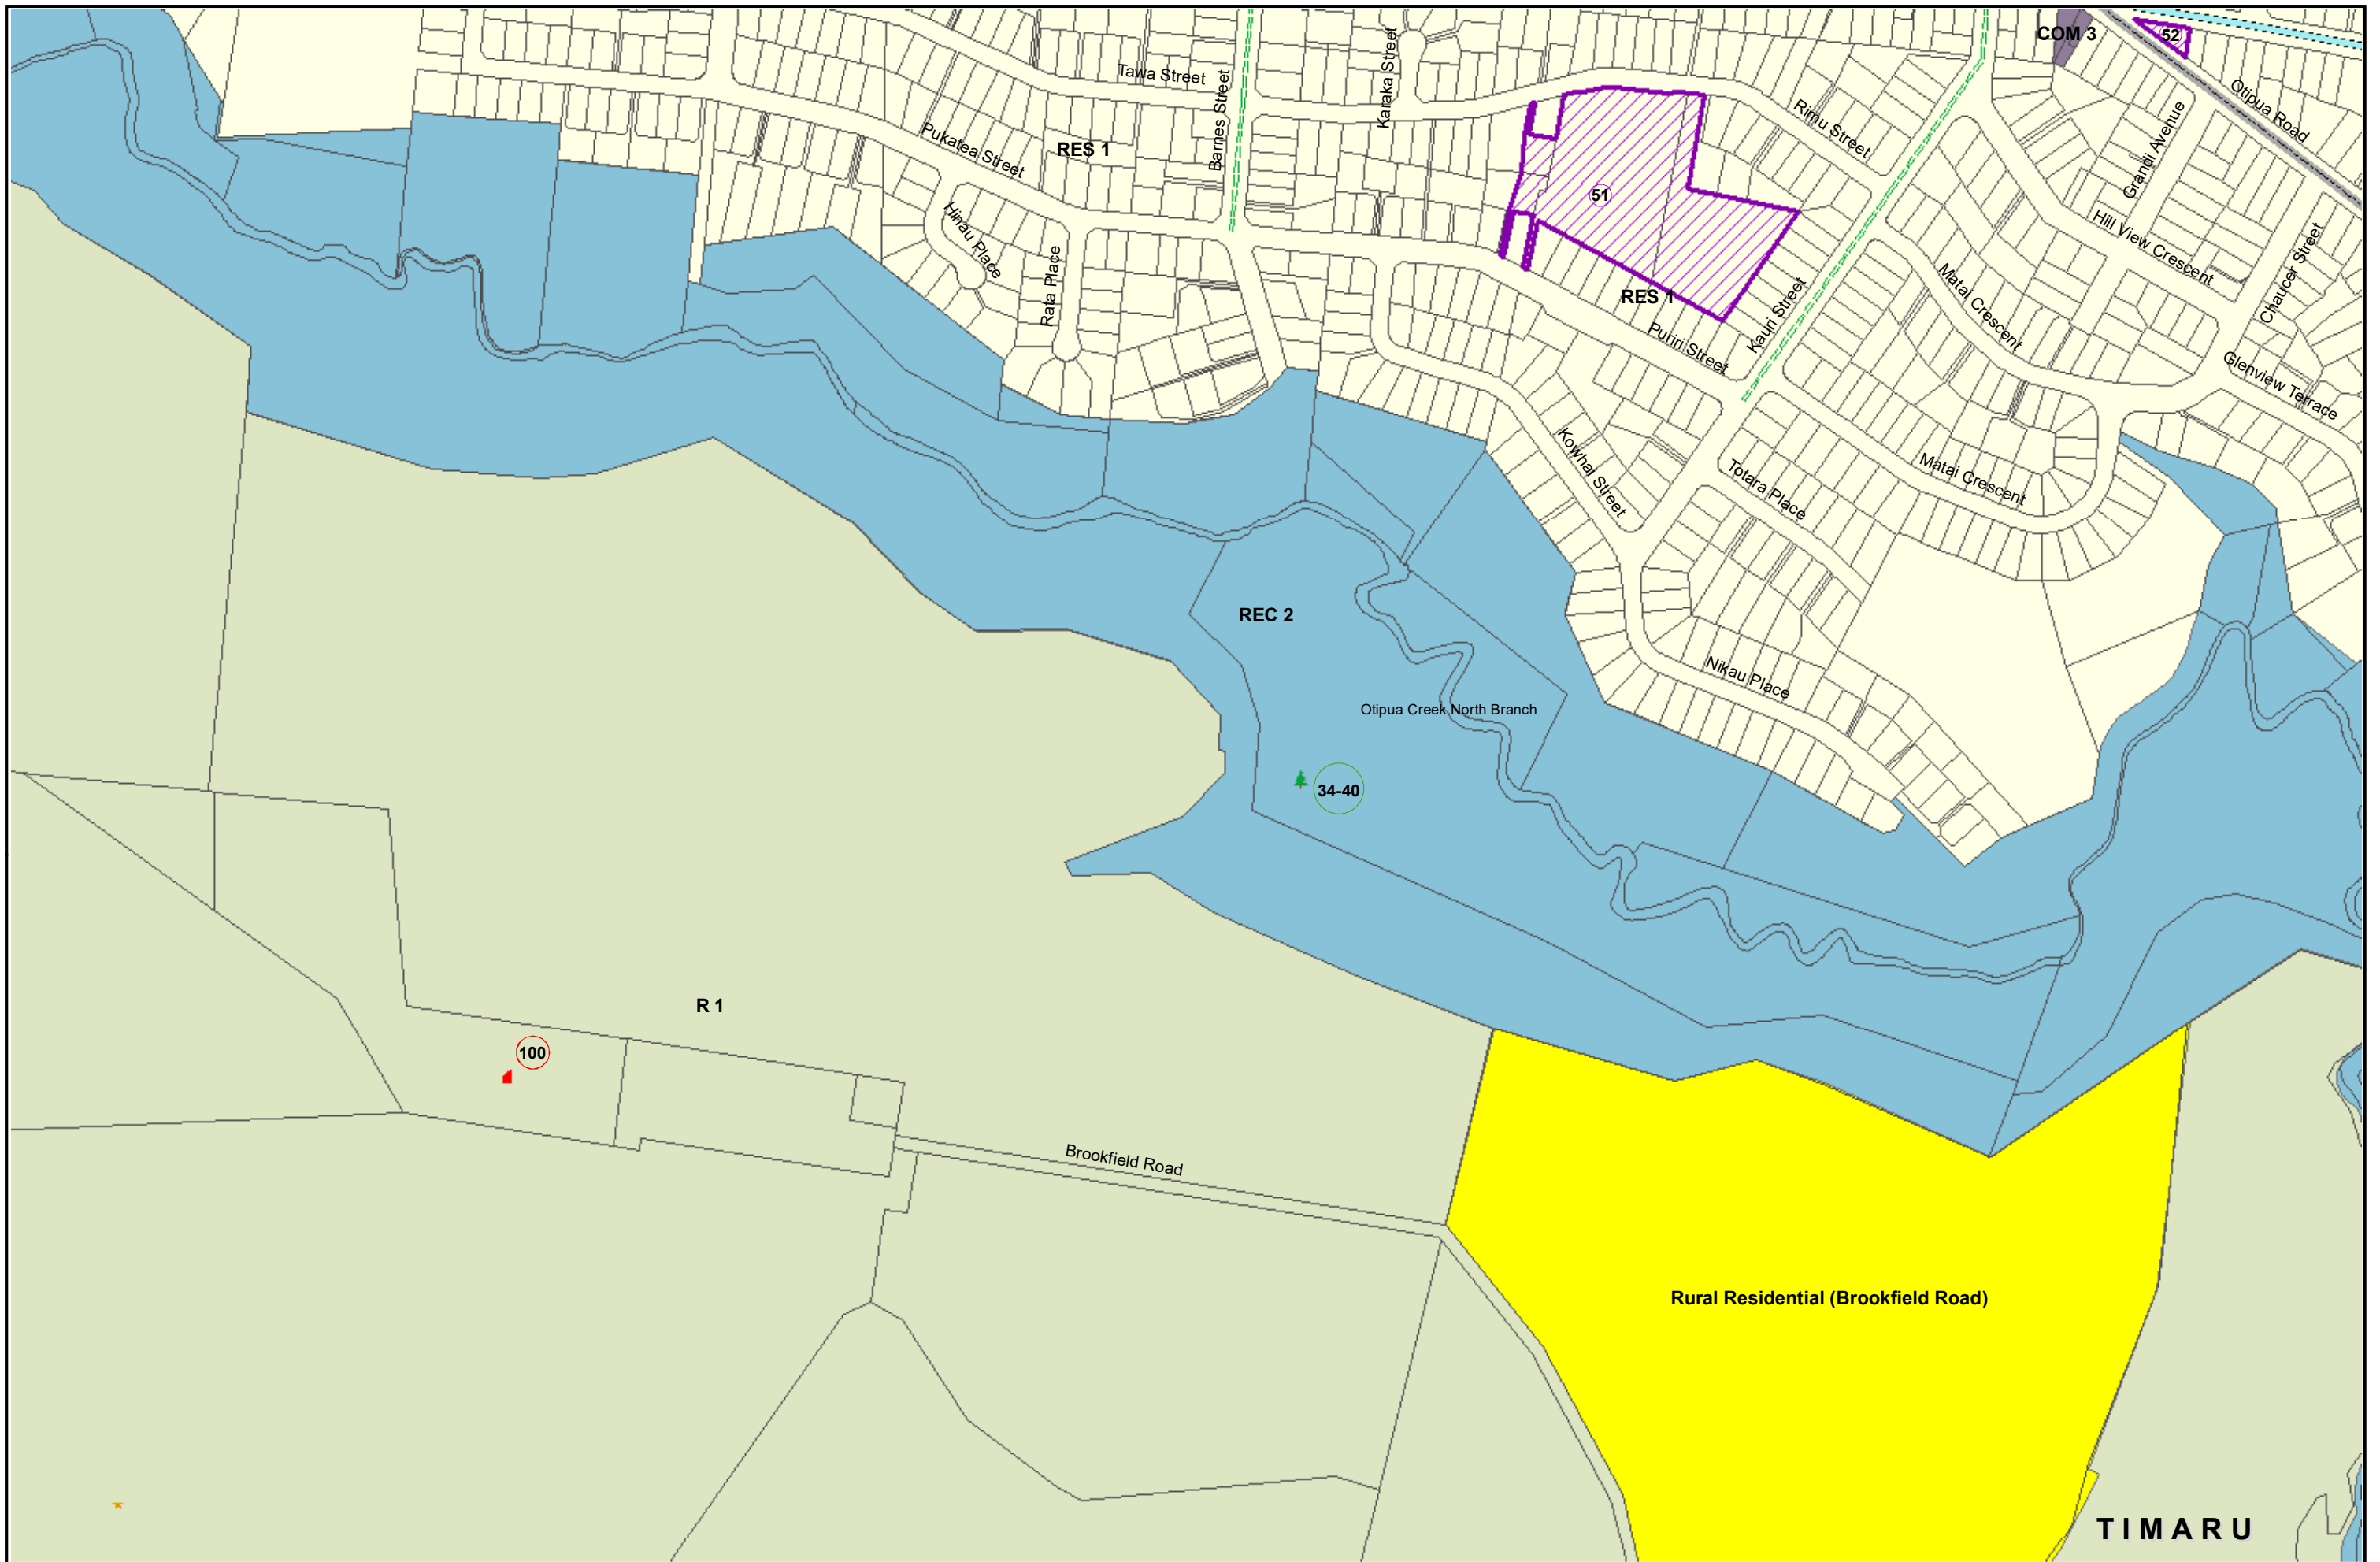 COM 3
52
Tawa Street
Karaka Street
Otipua Road
Barnes Street
Rimu Street
Pukatea Street
RES 1
Grandi Avenue
51
Hinau Place
Hill View Crescent
Rata Place
RES 1
Kauri Street
Matai Crescent
Chaucer Street
Puriri Street
Glenview Terrace
Kowhai Street
Totara Place
Matai Crescent
REC 2
Nikau Place
Otipua Creek North Branch
34-40
R 1
100
Brookfield Road
Rural Residential (Brookfield Road)
TIMARU